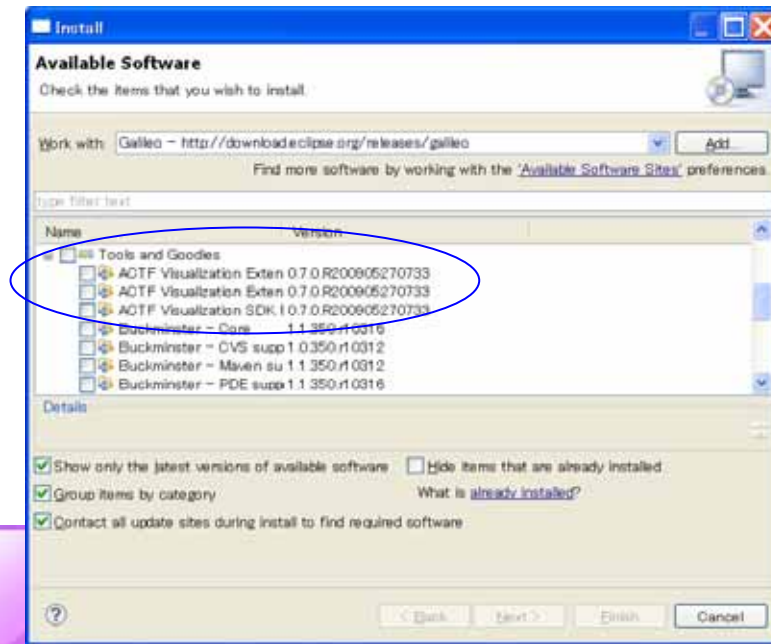 Install
Available Software
Check the items that you wish to install.
Work with: Galileo - http://download.eclipse.org/releases/galileo
Add...
Find more software by working with the 'Available Software Sites' preferences.
type filter text
Name Version
Tools and Goodies
ACTF Visualization Exten 0.7.0.R200905270733
ACTF Visualization Exten 0.7.0.R200905270733
ACTF Visualization SDK 0.7.0.R200905270733
Buckminster - Core 1.1.350.r10316
Buckminster - CVS supp 1.0.350.r10312
Buckminster - Maven su 1.1.350.r10312
Buckminster - PDE supp 1.1.350.r10316
Details
Show only the latest versions of available software
Hide items that are already installed
Group items by category
What is already installed?
Contact all update sites during install to find required software
?
< Back
Next >
Finish
Cancel